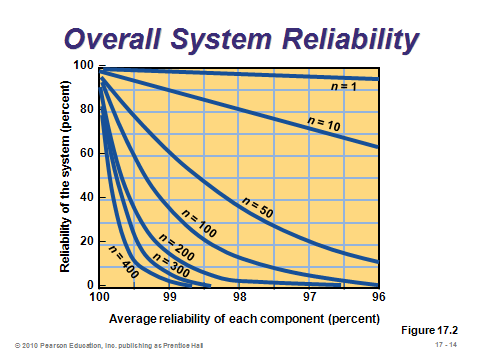 Overall System Reliability
Reliability of the system (percent)
100
80
60
40
20
0
n = 1
n = 10
n = 50
n = 100
n = 200
n = 300
n = 400
100 99 98 97 96
Average reliability of each component (percent)
Figure 17.2
© 2010 Pearson Education, Inc. publishing as Prentice Hall
17 - 14